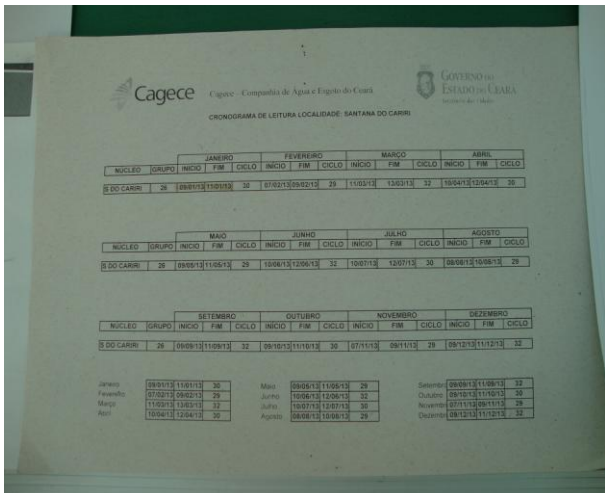 Cagece
Cagece - Companhia de Água e Esgoto do Ceará
GOVERNO DO
ESTADO DO CEARÁ
CRONOGRAMA DE LEITURA LOCALIDADE: SANTANA DO CARIRI
JANEIRO FEVEREIRO MARÇO ABRIL
NUCLEO GRUPO INICIO FIM CICLO INÍCIO FIM CICLO INÍCIO FIM CICLO INÍCIO FIM CICLO
S DO CARIRI 26 09/01/13 11/01/13 30 07/02/13 09/02/13 29 11/03/13 13/03/13 32 10/04/13 12/04/13 30
MAIO JUNHO JULHO AGOSTO
NUCLEO GRUPO INICIO FIM CICLO INÍCIO FIM CICLO INÍCIO FIM CICLO INÍCIO FIM CICLO
S DO CARIRI 26 09/05/13 11/05/13 29 10/06/13 12/06/13 32 10/07/13 12/07/13 30 08/08/13 10/08/13 29
SETEMBRO OUTUBRO NOVEMBRO DEZEMBRO
NUCLEO GRUPO INICIO FIM CICLO INÍCIO FIM CICLO INÍCIO FIM CICLO INÍCIO FIM CICLO
S DO CARIRI 26 09/09/13 11/09/13 32 09/10/13 11/10/13 30 07/11/13 09/11/13 29 09/12/13 11/12/13 32
Janeiro 09/01/13 11/01/13 30 Maio 09/05/13 11/05/13 29 Setembro 09/09/13 11/09/13 32
Fevereiro 07/02/13 09/02/13 29 Junho 10/06/13 12/06/13 32 Outubro 09/10/13 11/10/13 30
Março 11/03/13 13/03/13 32 Julho 10/07/13 12/07/13 30 Novembro 07/11/13 09/11/13 29
Abril 10/04/13 12/04/13 30 Agosto 08/08/13 10/08/13 29 Dezembro 09/12/13 11/12/13 32